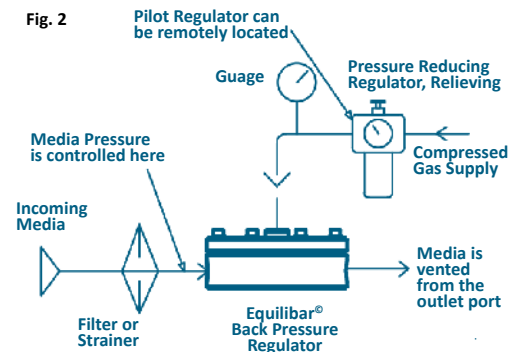 Fig. 2
Pilot Regulator can
be remotely located
Guage
Pressure Reducing
Regulator, Relieving
Compressed
Gas Supply
Media Pressure
is controlled here
Incoming
Media
Filter or
Strainer
Equilibar©
Back Pressure
Regulator
Media is
vented
from the
outlet port